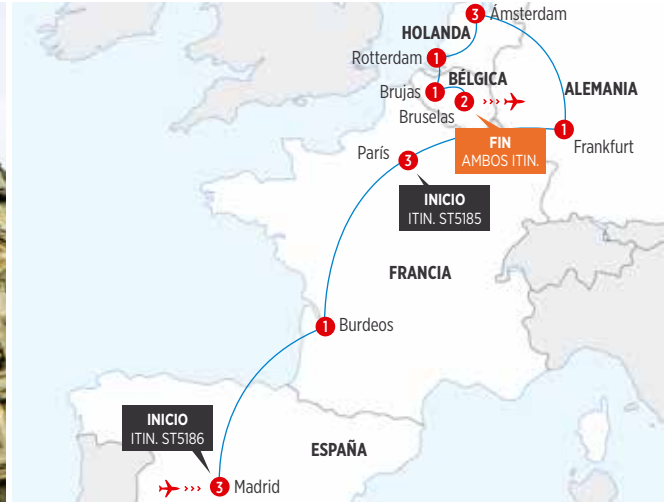 3 Ámsterdam
HOLANDA
Rotterdam 1
BÉLGICA
Brujas 1
ALEMANIA
2
Bruselas
FIN
AMBOS ITIN.
1
Frankfurt
París
3
INICIO
ITIN. ST5185
FRANCIA
1 Burdeos
INICIO
ITIN. ST5186
ESPAÑA
3 Madrid